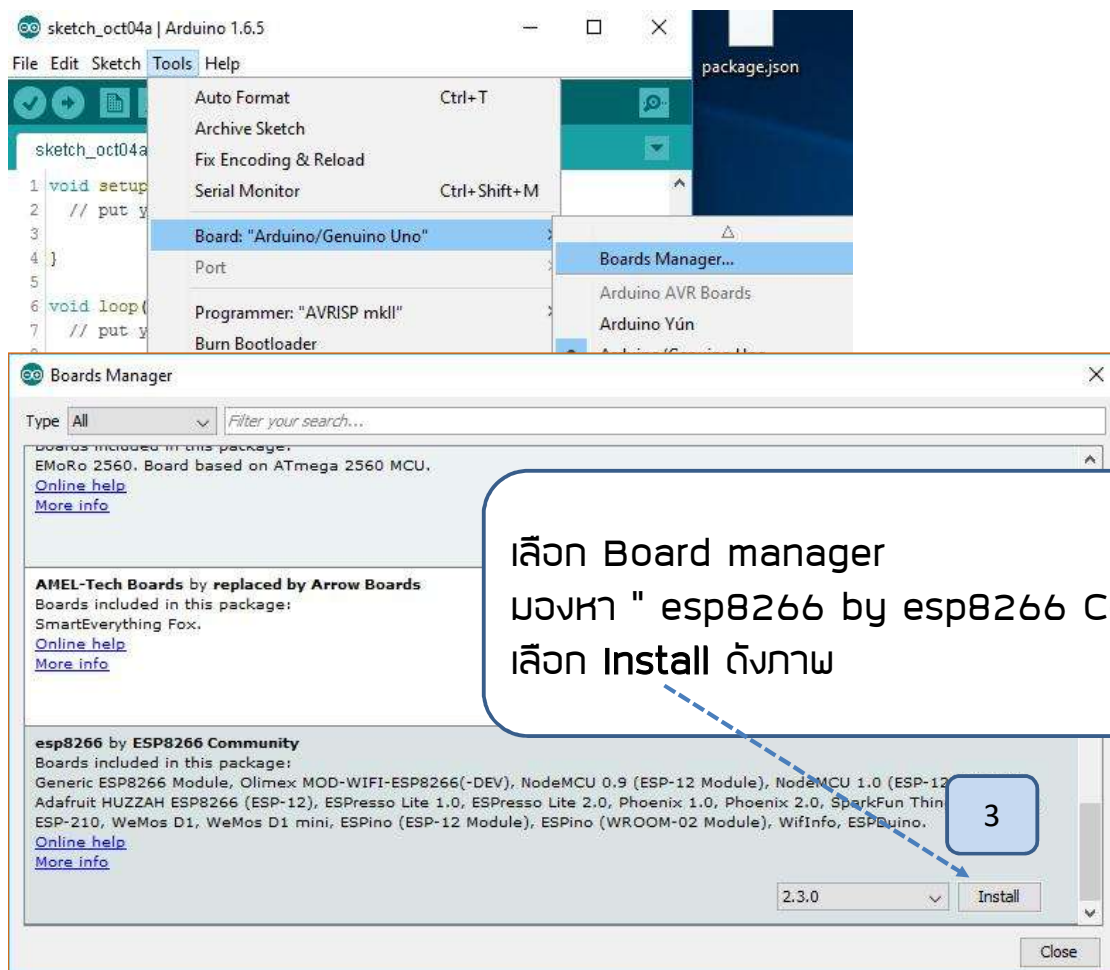 sketch_oct04a | Arduino 1.6.5
File Edit Sketch Tools Help
package.json
Auto Format Ctrl+T
Archive Sketch
Fix Encoding & Reload
Serial Monitor Ctrl+Shift+M
Board: "Arduino/Genuino Uno"
Port
Programmer: "AVRISP mkII"
Burn Bootloader
sketch_oct04a
1 void setup
2 // put y
3
4 }
5
6 void loop(
7 // put y
Boards Manager...
Arduino AVR Boards
Arduino Yún
Boards Manager
Type All Filter your search...
Boards included in this package:
EMoRo 2560. Board based on ATmega 2560 MCU.
Online help
More info
AMEL-Tech Boards by replaced by Arrow Boards
Boards included in this package:
SmartEverything Fox.
Online help
More info
เลือก Board manager
มองหา " esp8266 by esp8266 C
เลือก Install ดังภาพ
esp8266 by ESP8266 Community
Boards included in this package:
Generic ESP8266 Module, Olimex MOD-WIFI-ESP8266(-DEV), NodeMCU 0.9 (ESP-12 Module), NodeMCU 1.0 (ESP-12
Adafruit HUZZAH ESP8266 (ESP-12), ESPresso Lite 1.0, ESPresso Lite 2.0, Phoenix 1.0, Phoenix 2.0, SparkFun Thin
ESP-210, WeMos D1, WeMos D1 mini, ESPino (ESP-12 Module), ESPino (WROOM-02 Module), WifInfo, ESPDuino.
Online help
More info
3
2.3.0 Install
Close